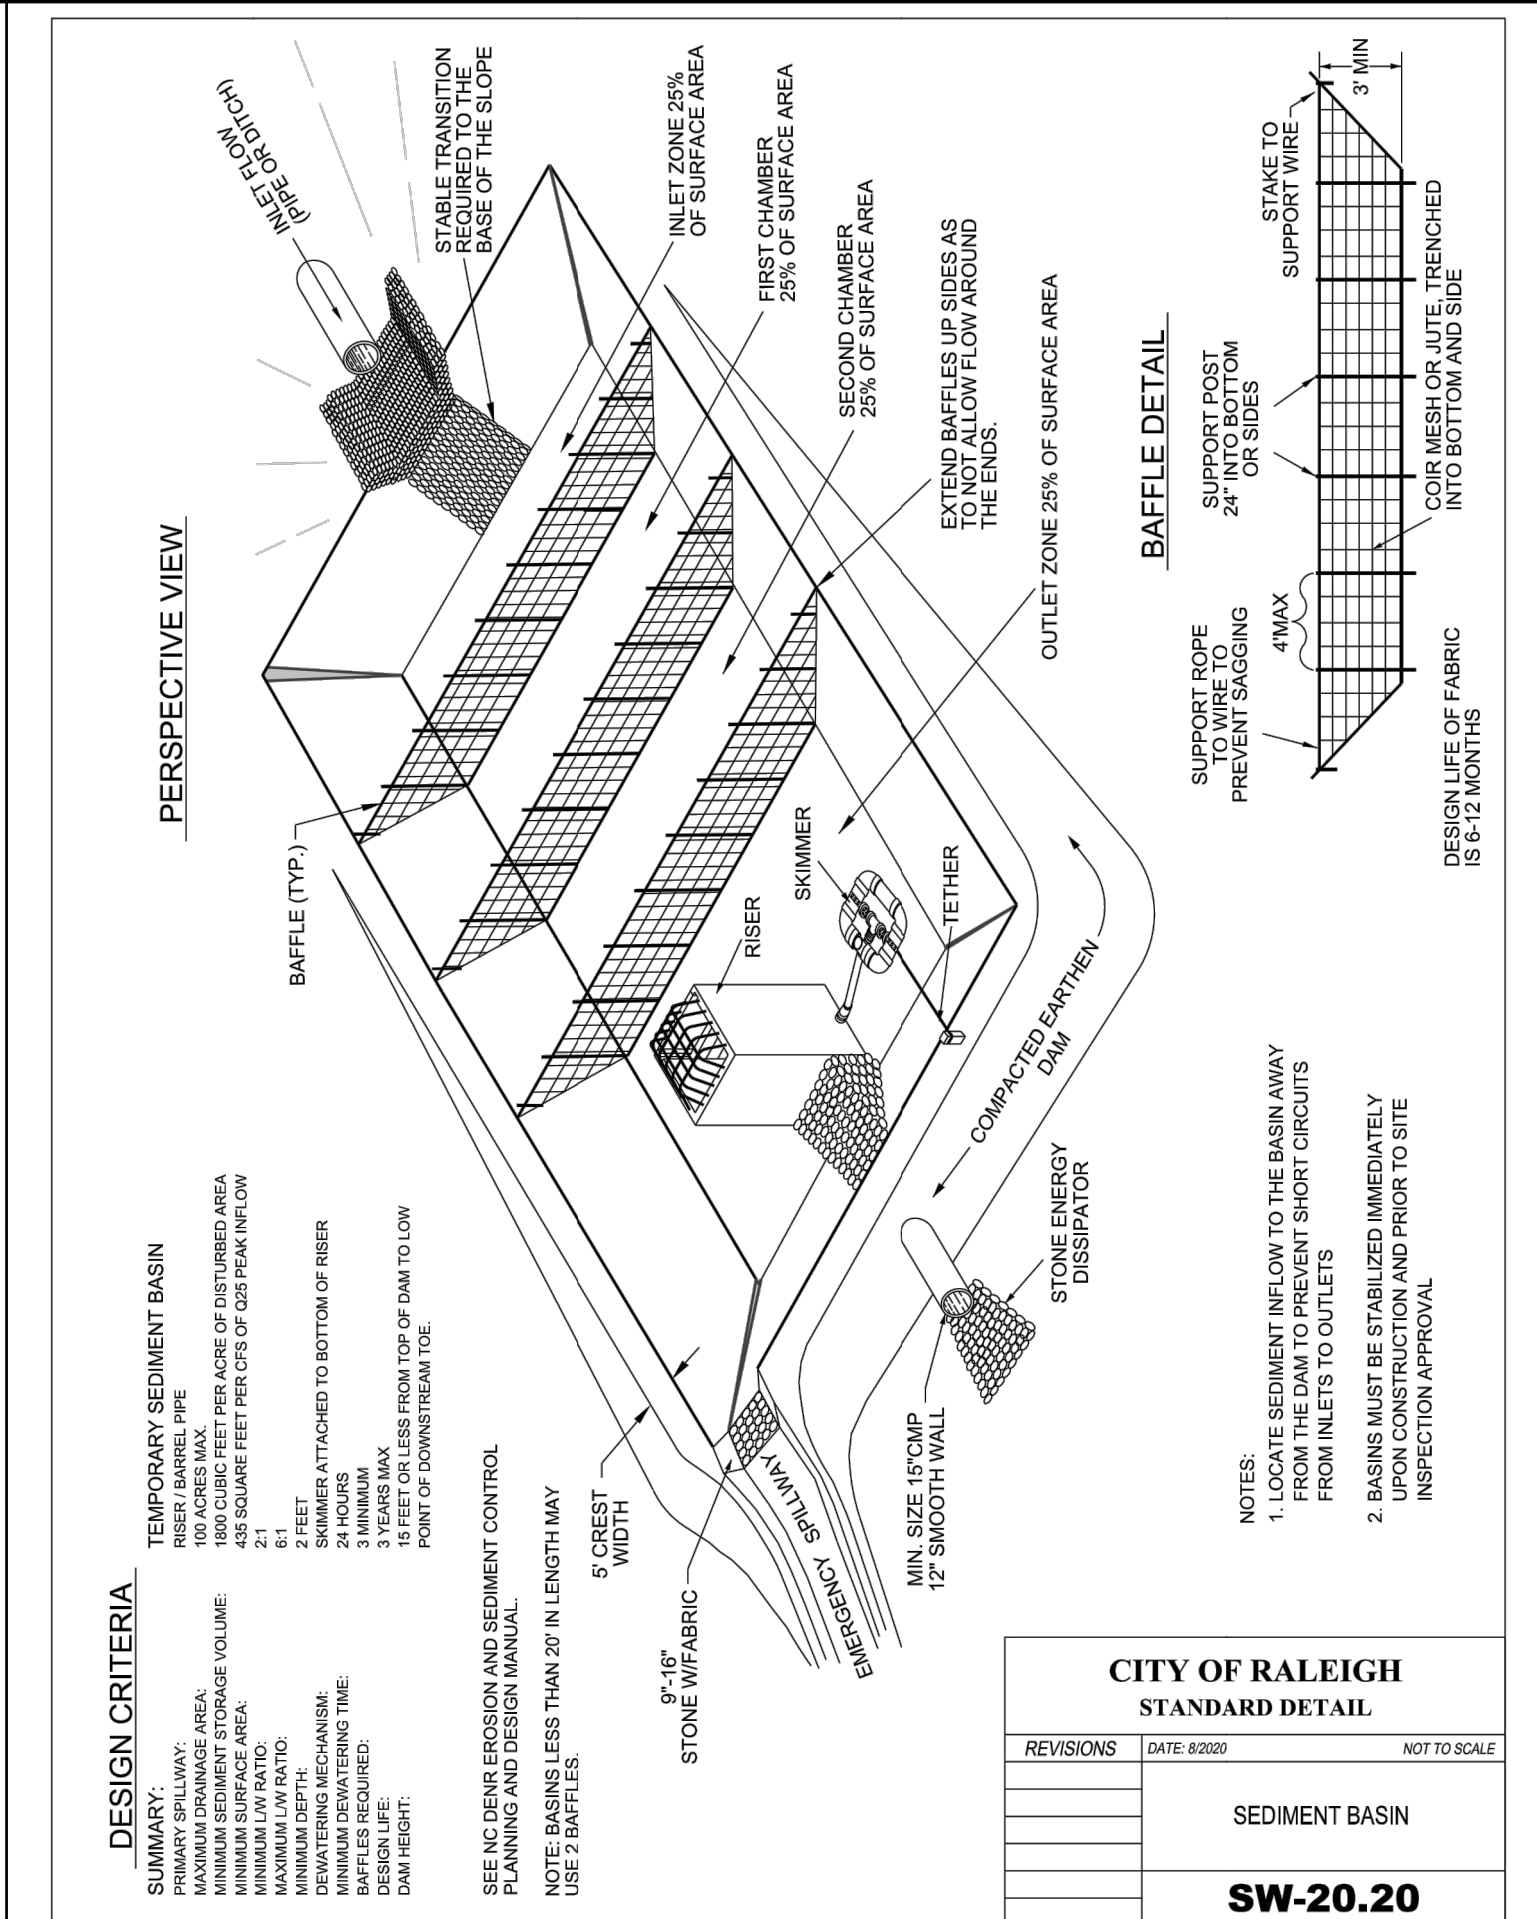 DESIGN CRITERIA
SUMMARY:
TEMPORARY SEDIMENT BASIN
PRIMARY SPILLWAY:
RISER / BARREL PIPE
MAXIMUM DRAINAGE AREA:
100 ACRES MAX.
MINIMUM SEDIMENT STORAGE VOLUME:
1800 CUBIC FEET PER ACRE OF DISTURBED AREA
MINIMUM SURFACE AREA:
435 SQUARE FEET PER CFS OF Q25 PEAK INFLOW
MINIMUM L/W RATIO:
2:1
MAXIMUM L/W RATIO:
6:1
MINIMUM DEPTH:
2 FEET
DEWATERING MECHANISM:
SKIMMER ATTACHED TO BOTTOM OF RISER
MINIMUM DEWATERING TIME:
24 HOURS
BAFFLES REQUIRED:
3 MINIMUM
DESIGN LIFE:
3 YEARS MAX
DAM HEIGHT:
15 FEET OR LESS FROM TOP OF DAM TO LOW
POINT OF DOWNSTREAM TOE.
SEE NC DENR EROSION AND SEDIMENT CONTROL
PLANNING AND DESIGN MANUAL.
NOTE: BASINS LESS THAN 20' IN LENGTH MAY
USE 2 BAFFLES.
PERSPECTIVE VIEW
INLET FLOW
(PIPE OR DITCH)
STABLE TRANSITION
REQUIRED TO THE
BASE OF THE SLOPE
INLET ZONE 25%
OF SURFACE AREA
FIRST CHAMBER
25% OF SURFACE AREA
SECOND CHAMBER
25% OF SURFACE AREA
EXTEND BAFFLES UP SIDES AS
TO NOT ALLOW FLOW AROUND
THE ENDS.
OUTLET ZONE 25% OF SURFACE AREA
BAFFLE (TYP.)
RISER
SKIMMER
TETHER
COMPACTED EARTHEN
DAM
5' CREST
WIDTH
9"-16"
STONE W/FABRIC
EMERGENCY SPILLWAY
MIN. SIZE 15"CMP
12" SMOOTH WALL
STONE ENERGY
DISSIPATOR
BAFFLE DETAIL
SUPPORT ROPE
TO WIRE TO
PREVENT SAGGING
4'MAX
SUPPORT POST
24" INTO BOTTOM
OR SIDES
STAKE TO
SUPPORT WIRE
3' MIN
COIR MESH OR JUTE, TRENCHED
INTO BOTTOM AND SIDE
DESIGN LIFE OF FABRIC
IS 6-12 MONTHS
NOTES:
1. LOCATE SEDIMENT INFLOW TO THE BASIN AWAY
FROM THE DAM TO PREVENT SHORT CIRCUITS
FROM INLETS TO OUTLETS
2. BASINS MUST BE STABILIZED IMMEDIATELY
UPON CONSTRUCTION AND PRIOR TO SITE
INSPECTION APPROVAL
CITY OF RALEIGH
STANDARD DETAIL
REVISIONS
DATE: 8/2020
NOT TO SCALE
SEDIMENT BASIN
SW-20.20